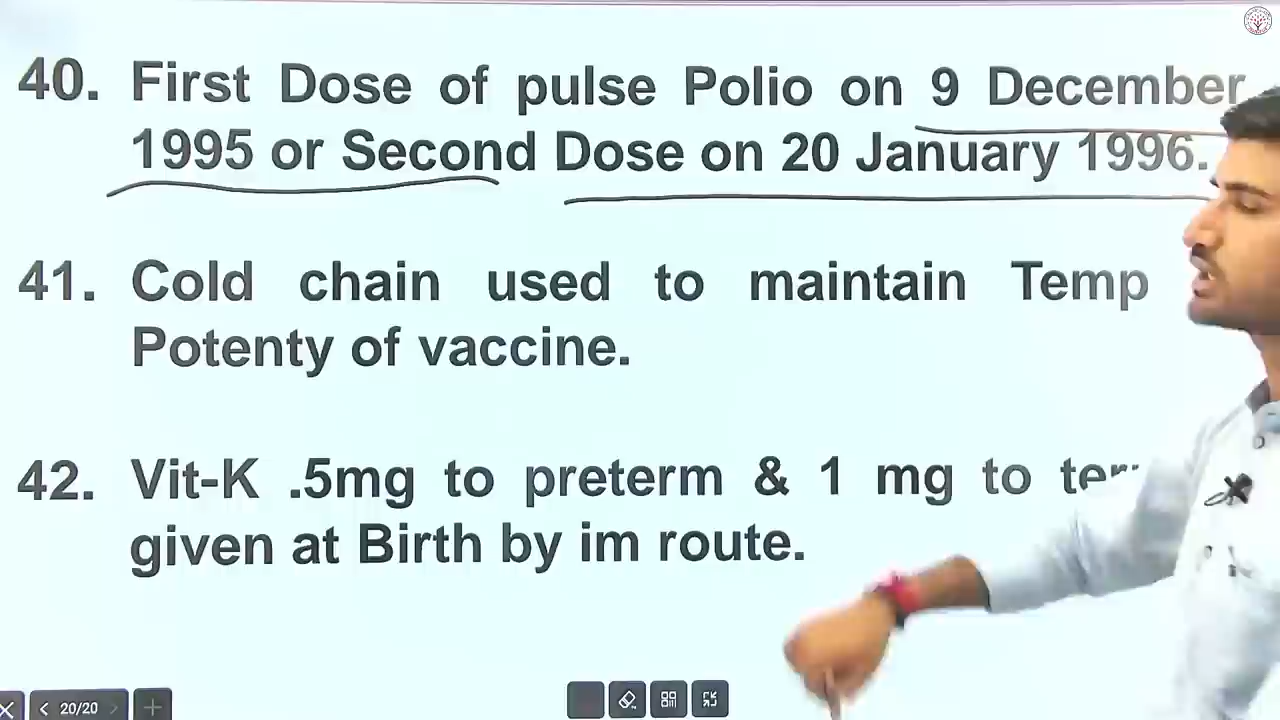 40. First Dose of pulse Polio on 9 December
1995 or Second Dose on 20 January 1996.
41. Cold chain used to maintain Temp
Potenty of vaccine.
42. Vit-K .5mg to preterm & 1 mg to
given at Birth by im route.
20/20